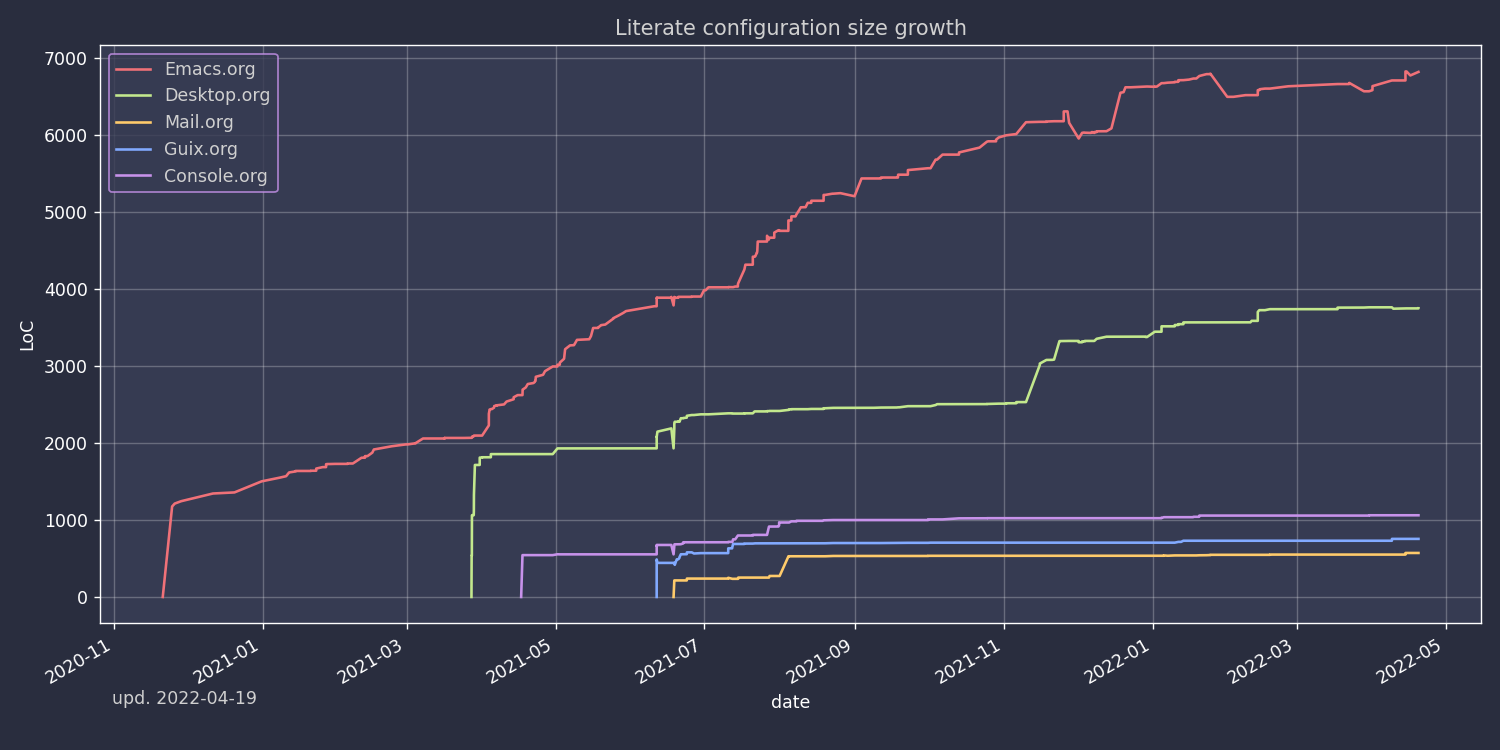 Literate configuration size growth
7000
6000
5000
4000
3000
2000
1000
0
LoC
Emacs.org
Desktop.org
Mail.org
Guix.org
Console.org
2020-11
2021-01
2021-03
2021-05
2021-07
2021-09
2021-11
2022-01
2022-03
2022-05
date
upd. 2022-04-19